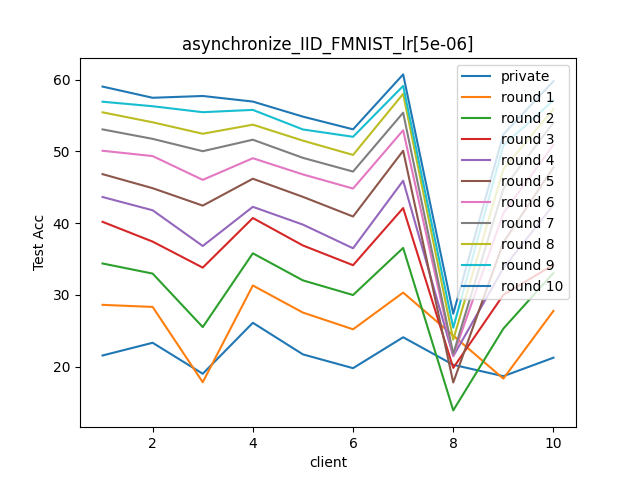 asynchronize_IID_FMNIST_lr[5e-06]
Test Acc
60
50
40
30
20
2
4
6
8
10
client
private
round 1
round 2
round 3
round 4
round 5
round 6
round 7
round 8
round 9
round 10